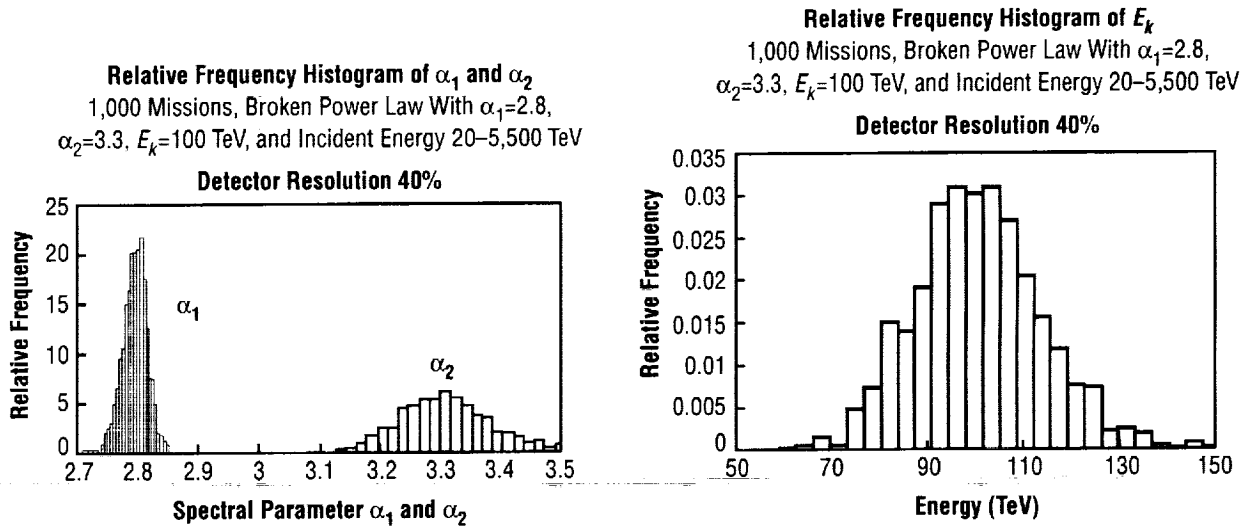 Relative Frequency Histogram of α₁ and α₂
1,000 Missions, Broken Power Law With α₁=2.8,
α₂=3.3, Eₖ=100 TeV, and Incident Energy 20–5,500 TeV
Detector Resolution 40%
25
20
15
10
5
0
Relative Frequency
α₁
α₂
2.7 2.8 2.9 3 3.1 3.2 3.3 3.4 3.5
Spectral Parameter α₁ and α₂
Relative Frequency Histogram of Eₖ
1,000 Missions, Broken Power Law With α₁=2.8,
α₂=3.3, Eₖ=100 TeV, and Incident Energy 20–5,500 TeV
Detector Resolution 40%
0.035
0.03
0.025
0.02
0.015
0.01
0.005
0
Relative Frequency
50 70 90 110 130 150
Energy (TeV)